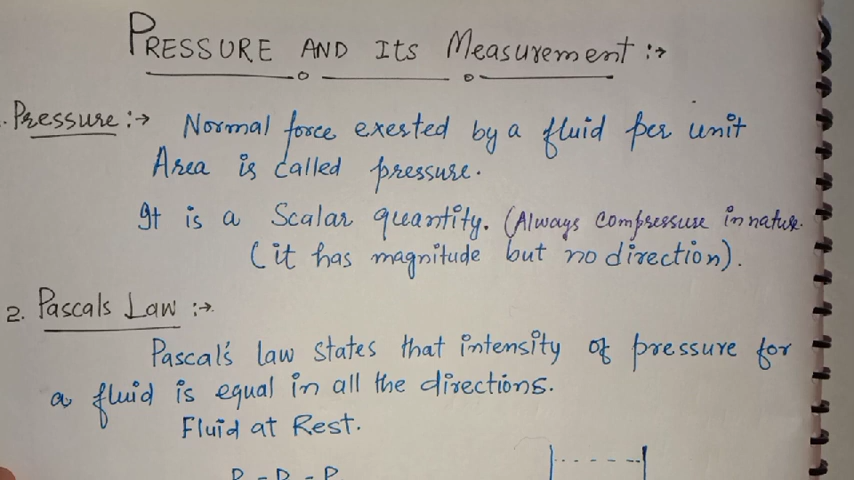 PRESSURE AND Its Measurement :→
. Pressure :→ Normal force exerted by a fluid per unit
Area is called pressure.
It is a Scalar quantity. (Always compressure in nature.
(it has magnitude but no direction).
2. Pascals Law :→
Pascal's law states that intensity of pressure for
a fluid is equal in all the directions.
Fluid at Rest.
P = P = P